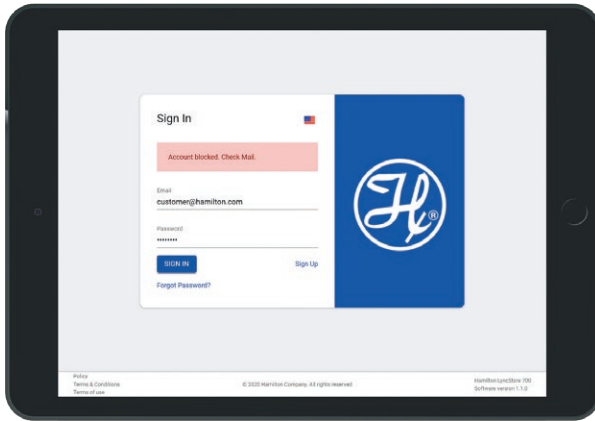 Sign In
Account blocked. Check Mail.
Email
customer@hamilton.com
Password
••••••••
SIGN IN
Sign Up
Forgot Password?
H®
Policy
Terms & Conditions
Terms of use
© 2020 Hamilton Company. All rights reserved
Hamilton LyncStore 700
Software version 1.1.0